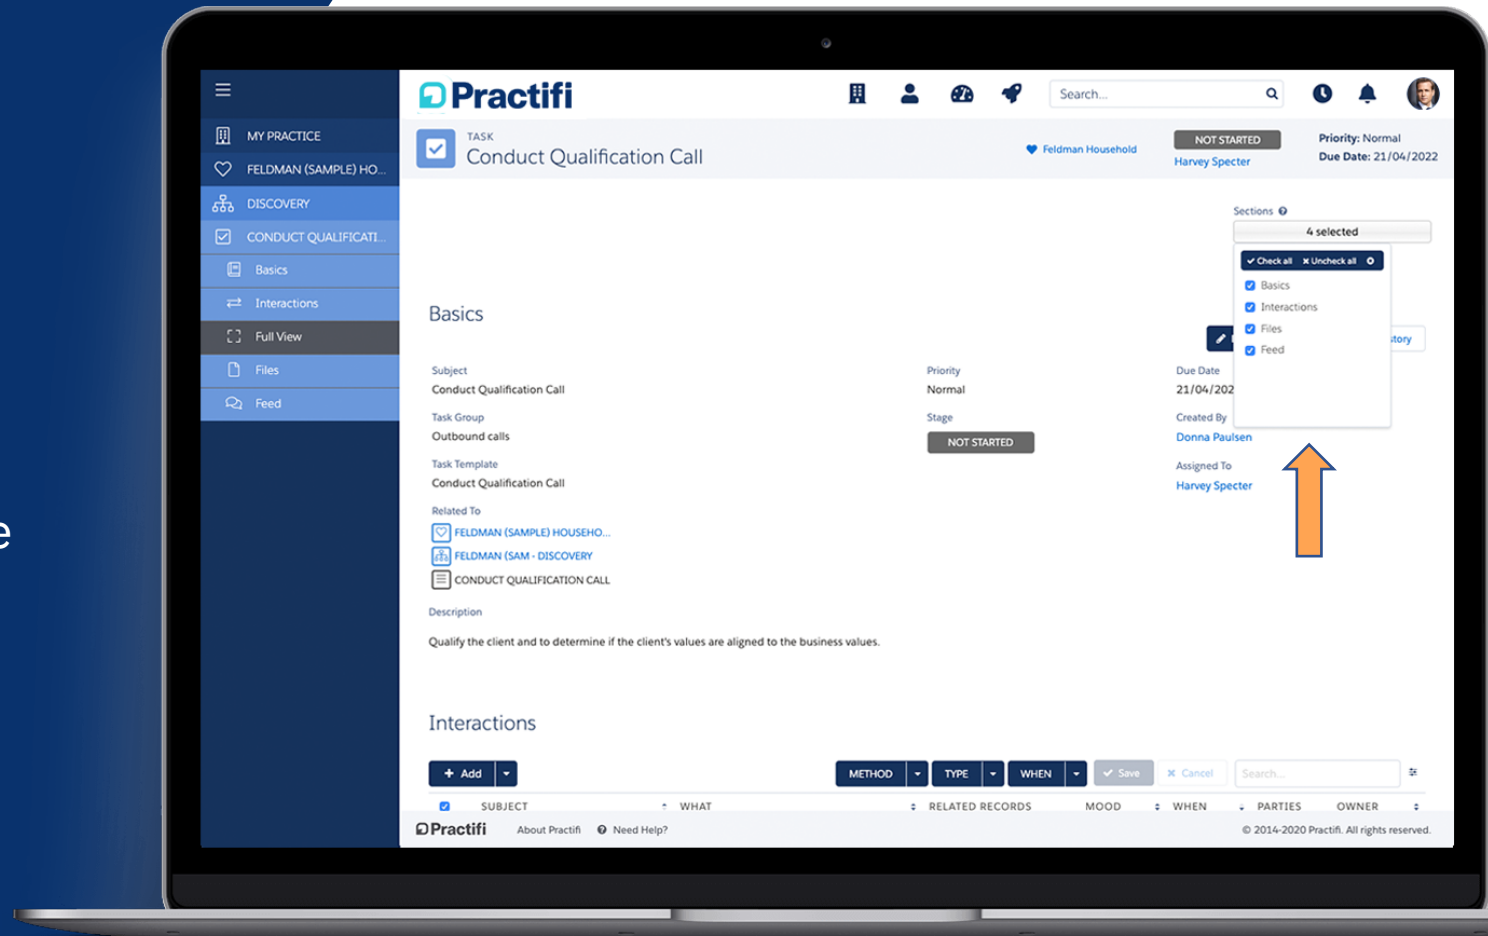 MY PRACTICE
FELDMAN (SAMPLE) HO...
DISCOVERY
CONDUCT QUALIFICATI...
Basics
Interactions
Full View
Files
Feed
Practifi
Search...
TASK
Conduct Qualification Call
Feldman Household
NOT STARTED
Harvey Specter
Priority: Normal
Due Date: 21/04/2022
Sections
4 selected
Check all Uncheck all
Basics
Interactions
Files
Feed
Basics
story
Subject
Conduct Qualification Call
Priority
Normal
Due Date
21/04/202
Task Group
Outbound calls
Stage
NOT STARTED
Created By
Donna Paulsen
Task Template
Conduct Qualification Call
Assigned To
Harvey Specter
Related To
FELDMAN (SAMPLE) HOUSEHO...
FELDMAN (SAM - DISCOVERY
CONDUCT QUALIFICATION CALL
Description
Qualify the client and to determine if the client's values are aligned to the business values.
Interactions
+ Add
METHOD TYPE WHEN Save Cancel Search...
SUBJECT WHAT RELATED RECORDS MOOD WHEN PARTIES OWNER
Practifi About Practifi Need Help? © 2014-2020 Practifi. All rights reserved.
e